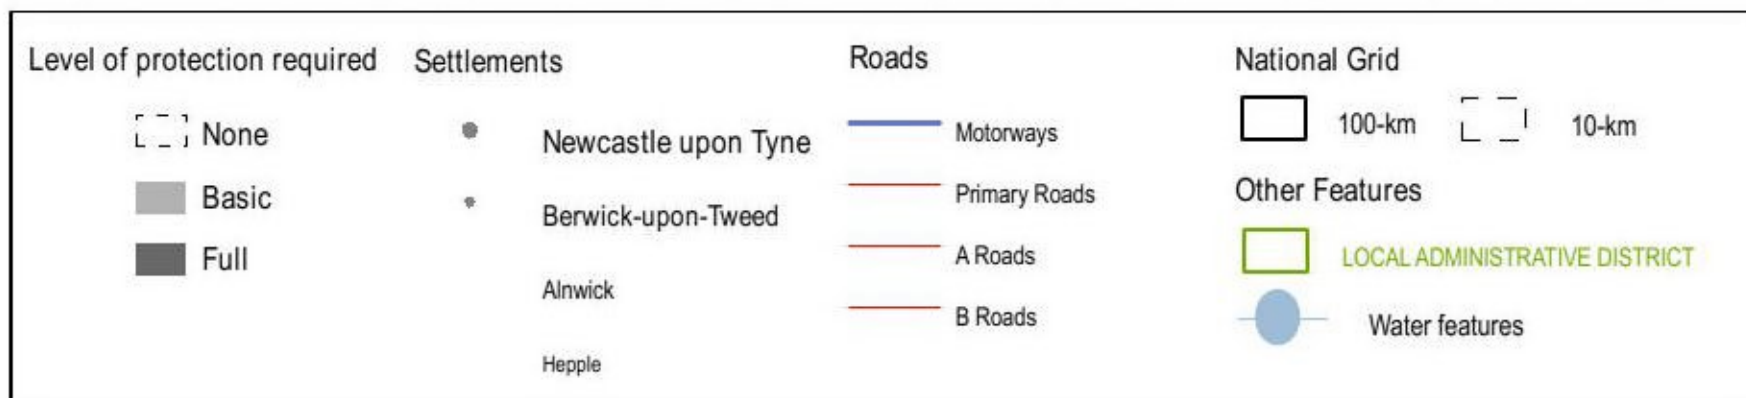 Level of protection required
None
Basic
Full
Settlements
Newcastle upon Tyne
Berwick-upon-Tweed
Alnwick
Hepple
Roads
Motorways
Primary Roads
A Roads
B Roads
National Grid
100-km
10-km
Other Features
LOCAL ADMINISTRATIVE DISTRICT
Water features